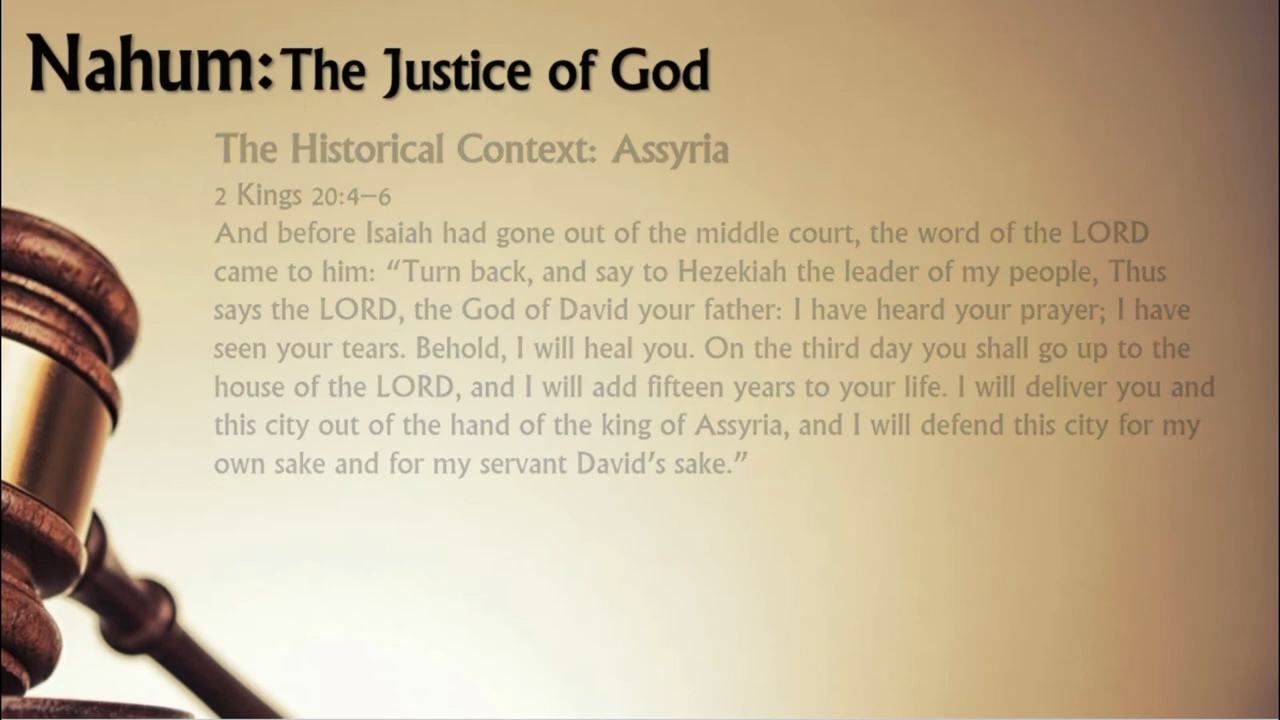 Nahum: The Justice of God
The Historical Context: Assyria
2 Kings 20:4–6
And before Isaiah had gone out of the middle court, the word of the LORD
came to him: “Turn back, and say to Hezekiah the leader of my people, Thus
says the LORD, the God of David your father: I have heard your prayer; I have
seen your tears. Behold, I will heal you. On the third day you shall go up to the
house of the LORD, and I will add fifteen years to your life. I will deliver you and
this city out of the hand of the king of Assyria, and I will defend this city for my
own sake and for my servant David’s sake.”